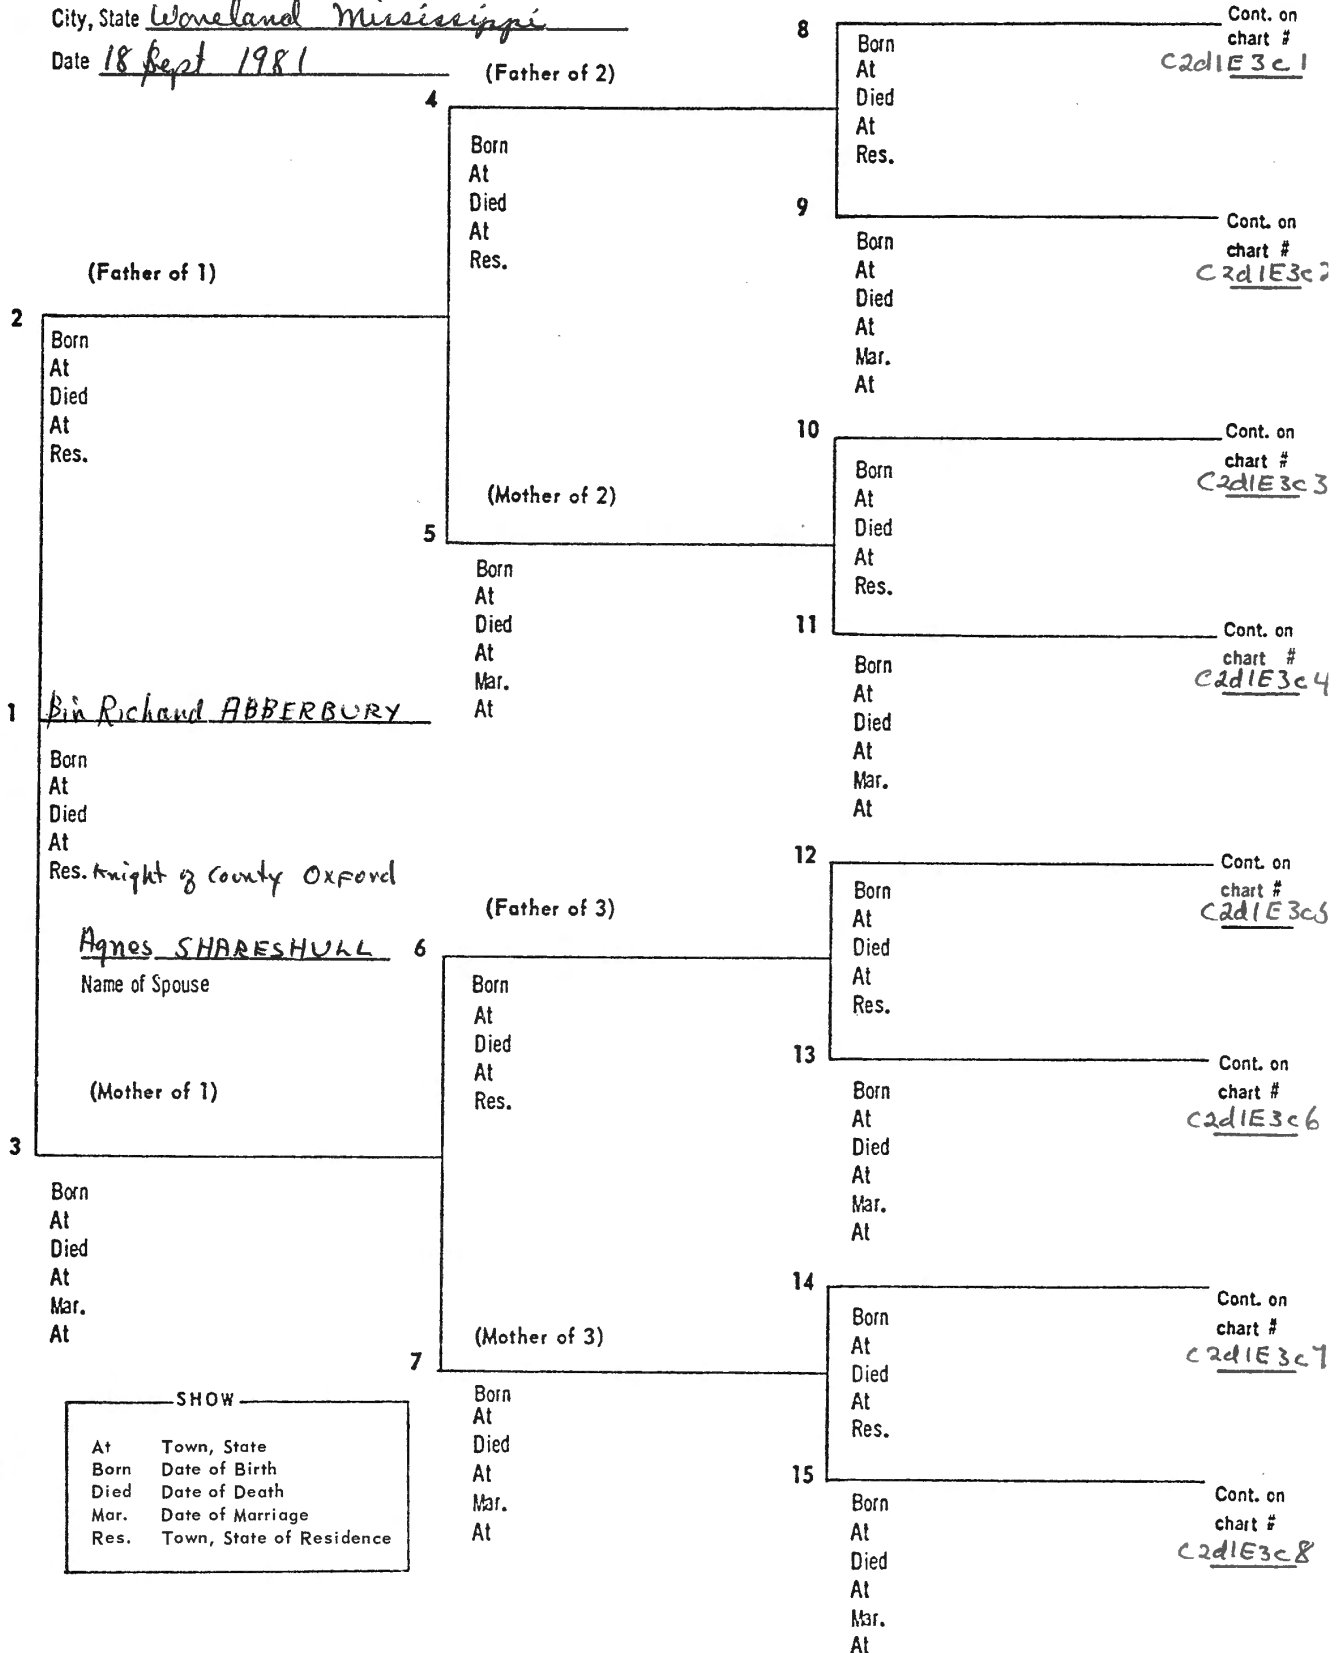 City, State Waveland Mississippi
Date 18 Sept 1981
(Father of 2)
4
Born
At
Died
At
Res.
8
Born
At
Died
At
Res.
Cont. on
chart #
C2d1E3c1
9
Born
At
Died
At
Mar.
At
Cont. on
chart #
C2d1E3c2
(Father of 1)
2
Born
At
Died
At
Res.
(Mother of 2)
5
Born
At
Died
At
Mar.
At
10
Born
At
Died
At
Res.
Cont. on
chart #
C2d1E3c3
11
Born
At
Died
At
Mar.
At
Cont. on
chart #
C2d1E3c4
1 Sir Richard ABBERBURY
Born
At
Died
At
Res. Knight of County Oxford
Agnes SHARESHULL
Name of Spouse
(Father of 3)
6
Born
At
Died
At
Res.
12
Born
At
Died
At
Res.
Cont. on
chart #
C2d1E3c5
13
Born
At
Died
At
Mar.
At
Cont. on
chart #
C2d1E3c6
(Mother of 1)
3
Born
At
Died
At
Mar.
At
(Mother of 3)
7
Born
At
Died
At
Mar.
At
14
Born
At
Died
At
Res.
Cont. on
chart #
C2d1E3c7
15
Born
At
Died
At
Mar.
At
Cont. on
chart #
C2d1E3c8
SHOW
At Town, State
Born Date of Birth
Died Date of Death
Mar. Date of Marriage
Res. Town, State of Residence